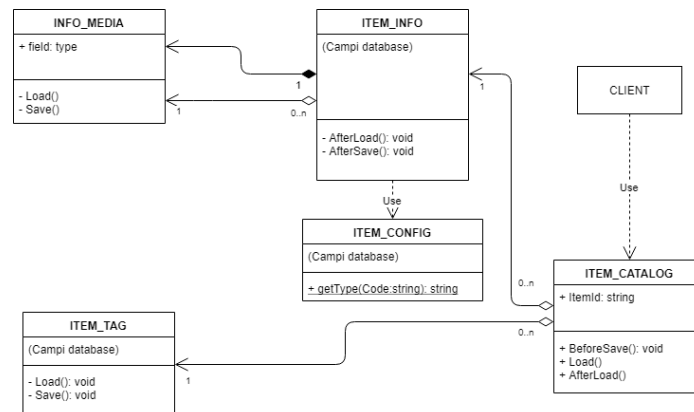 INFO_MEDIA
+ field: type
- Load()
- Save()
ITEM_INFO
(Campi database)
- AfterLoad(): void
- AfterSave(): void
1
1
0..n
1
CLIENT
Use
Use
ITEM_CONFIG
(Campi database)
+ getType(Code:string): string
ITEM_CATALOG
+ ItemId: string
+ BeforeSave(): void
+ Load()
+ AfterLoad()
0..n
0..n
ITEM_TAG
(Campi database)
- Load(): void
- Save(): void
1